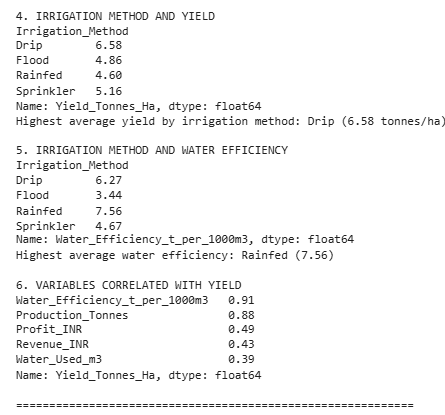 4. IRRIGATION METHOD AND YIELD
Irrigation_Method
Drip 6.58
Flood 4.86
Rainfed 4.60
Sprinkler 5.16
Name: Yield_Tonnes_Ha, dtype: float64
Highest average yield by irrigation method: Drip (6.58 tonnes/ha)
5. IRRIGATION METHOD AND WATER EFFICIENCY
Irrigation_Method
Drip 6.27
Flood 3.44
Rainfed 7.56
Sprinkler 4.67
Name: Water_Efficiency_t_per_1000m3, dtype: float64
Highest average water efficiency: Rainfed (7.56)
6. VARIABLES CORRELATED WITH YIELD
Water_Efficiency_t_per_1000m3 0.91
Production_Tonnes 0.88
Profit_INR 0.49
Revenue_INR 0.43
Water_Used_m3 0.39
Name: Yield_Tonnes_Ha, dtype: float64
============================================================